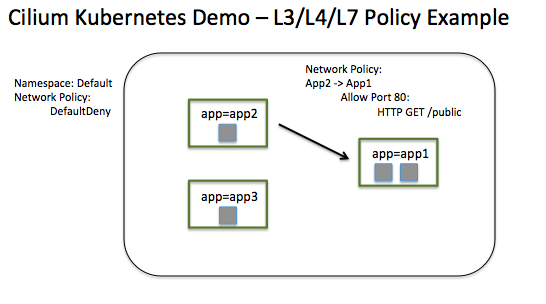 Cilium Kubernetes Demo – L3/L4/L7 Policy Example
Namespace: Default
Network Policy:
DefaultDeny
Network Policy:
App2 -> App1
Allow Port 80:
HTTP GET /public
app=app2
app=app1
app=app3